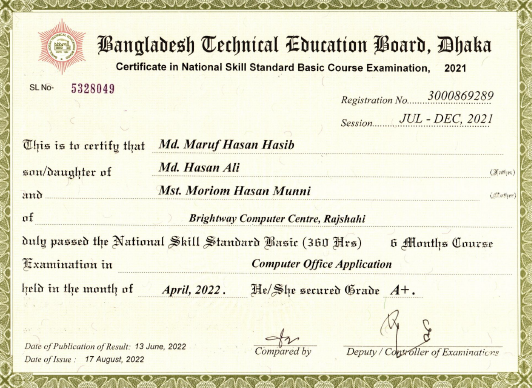 Bangladesh Technical Education Board, Dhaka
Certificate in National Skill Standard Basic Course Examination, 2021
SL No- 5328049
Registration No. 3000869289
Session JUL - DEC, 2021
This is to certify that Md. Maruf Hasan Hasib
son/daughter of Md. Hasan Ali (Father)
and Mst. Moriom Hasan Munni (Mother)
of Brightway Computer Centre, Rajshahi
duly passed the National Skill Standard Basic (360 Hrs) 6 Months Course
Examination in Computer Office Application
held in the month of April, 2022. He/She secured Grade A+.
Date of Publication of Result: 13 June, 2022
Date of Issue : 17 August, 2022
Compared by
Deputy / Controller of Examinations